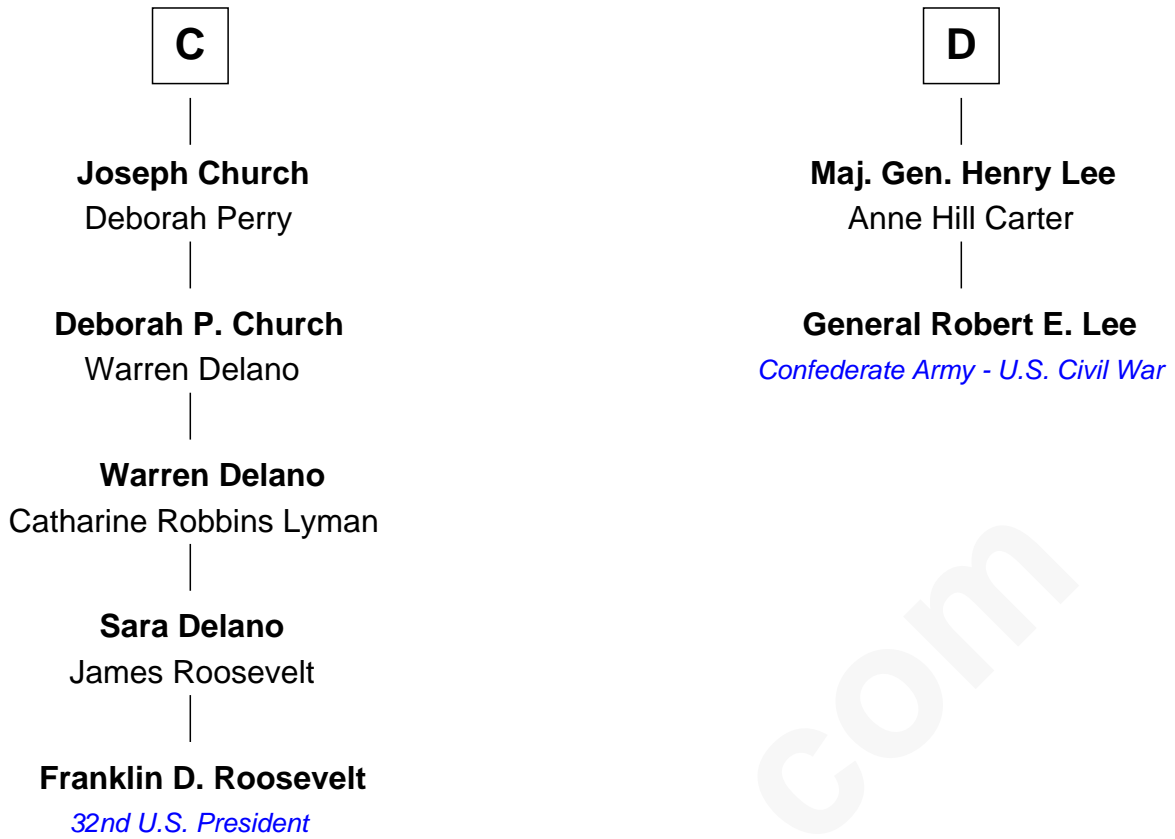 C
Joseph Church
Deborah Perry
Deborah P. Church
Warren Delano
Warren Delano
Catharine Robbins Lyman
Sara Delano
James Roosevelt
Franklin D. Roosevelt
32nd U.S. President
D
Maj. Gen. Henry Lee
Anne Hill Carter
General Robert E. Lee
Confederate Army - U.S. Civil War
com